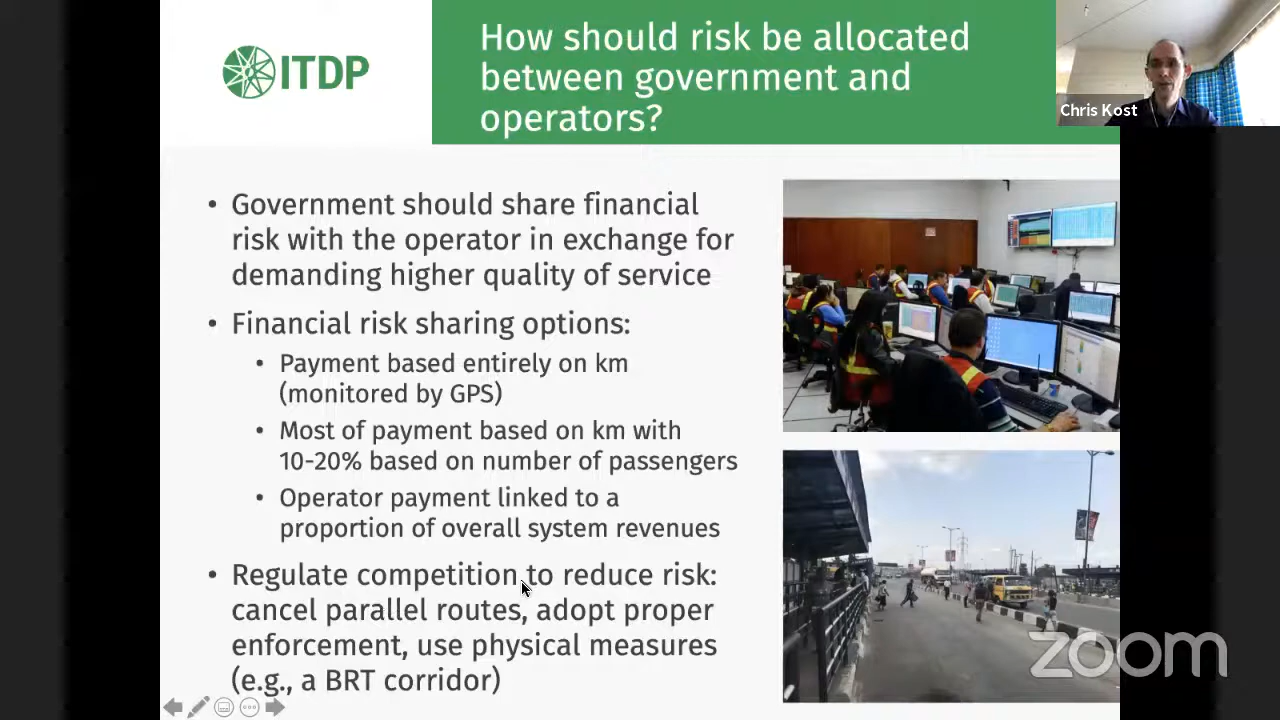 ITDP
How should risk be allocated
between government and
operators?
Chris Kost
• Government should share financial
risk with the operator in exchange for
demanding higher quality of service
• Financial risk sharing options:
• Payment based entirely on km
(monitored by GPS)
• Most of payment based on km with
10-20% based on number of passengers
• Operator payment linked to a
proportion of overall system revenues
• Regulate competition to reduce risk:
cancel parallel routes, adopt proper
enforcement, use physical measures
(e.g., a BRT corridor)
zoom